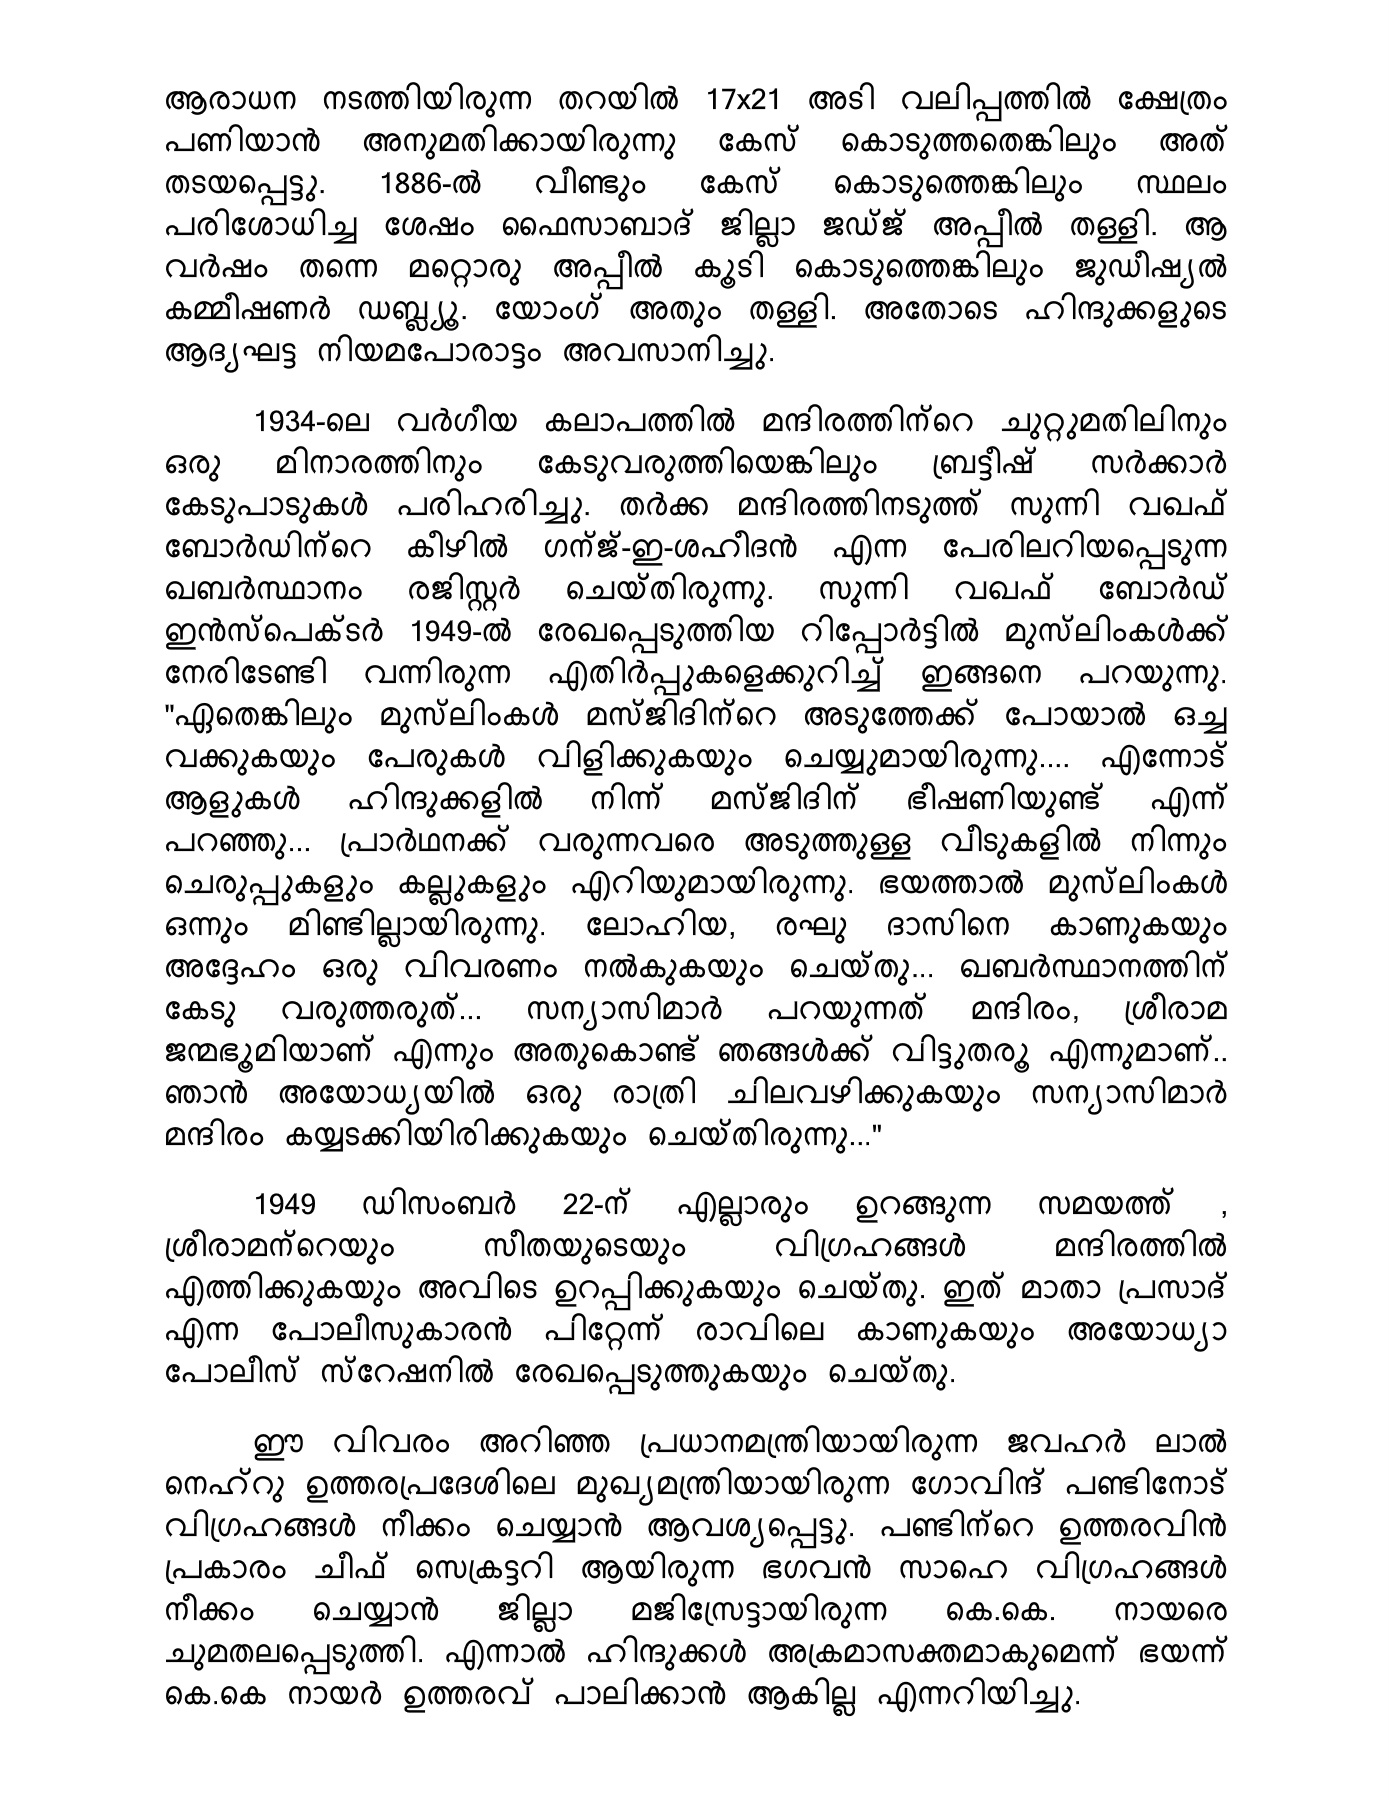 ആരാധന നടത്തിയിരുന്ന തറയിൽ 17x21 അടി വലിപ്പത്തിൽ ക്ഷേത്രം
പണിയാൻ അനുമതിക്കായിരുന്നു കേസ് കൊടുത്തതെങ്കിലും അത്
തടയപ്പെട്ടു. 1886-ൽ വീണ്ടും കേസ് കൊടുത്തെങ്കിലും സ്ഥലം
പരിശോധിച്ച ശേഷം ഫൈസാബാദ് ജില്ലാ ജഡ്ജ് അപ്പീൽ തള്ളി. ആ
വർഷം തന്നെ മറ്റൊരു അപ്പീൽ കൂടി കൊടുത്തെങ്കിലും ജുഡീഷ്യൽ
കമ്മീഷണർ ഡബ്ല്യൂ. യോംഗ് അതും തള്ളി. അതോടെ ഹിന്ദുക്കളുടെ
ആദ്യഘട്ട നിയമപോരാട്ടം അവസാനിച്ചു.
1934-ലെ വർഗീയ കലാപത്തിൽ മന്ദിരത്തിന്റെ ചുറ്റുമതിലിനും
ഒരു മിനാരത്തിനും കേടുവരുത്തിയെങ്കിലും ബ്രട്ടീഷ് സർക്കാർ
കേടുപാടുകൾ പരിഹരിച്ചു. തർക്ക മന്ദിരത്തിനടുത്ത് സുന്നി വഖഫ്
ബോർഡിന്റെ കീഴിൽ ഗന്ജ്-ഇ-ശഹീദൻ എന്ന പേരിലറിയപ്പെടുന്ന
ഖബർസ്ഥാനം രജിസ്റ്റർ ചെയ്തിരുന്നു. സുന്നി വഖഫ് ബോർഡ്
ഇൻസ്പെക്ടർ 1949-ൽ രേഖപ്പെടുത്തിയ റിപ്പോർട്ടിൽ മുസ്‌ലിംകൾക്ക്
നേരിടേണ്ടി വന്നിരുന്ന എതിർപ്പുകളെക്കുറിച്ച് ഇങ്ങനെ പറയുന്നു.
"ഏതെങ്കിലും മുസ്‌ലിംകൾ മസ്ജിദിന്റെ അടുത്തേക്ക് പോയാൽ ഒച്ച
വക്കുകയും പേരുകൾ വിളിക്കുകയും ചെയ്യുമായിരുന്നു.... എന്നോട്
ആളുകൾ ഹിന്ദുക്കളിൽ നിന്ന് മസ്ജിദിന് ഭീഷണിയുണ്ട് എന്ന്
പറഞ്ഞു... പ്രാർഥനക്ക് വരുന്നവരെ അടുത്തുള്ള വീടുകളിൽ നിന്നും
ചെരുപ്പുകളും കല്ലുകളും എറിയുമായിരുന്നു. ഭയത്താൽ മുസ്‌ലിംകൾ
ഒന്നും മിണ്ടില്ലായിരുന്നു. ലോഹിയ, രഘു ദാസിനെ കാണുകയും
അദ്ദേഹം ഒരു വിവരണം നൽകുകയും ചെയ്തു... ഖബർസ്ഥാനത്തിന്
കേടു വരുത്തരുത്... സന്യാസിമാർ പറയുന്നത് മന്ദിരം, ശ്രീരാമ
ജന്മഭൂമിയാണ് എന്നും അതുകൊണ്ട് ഞങ്ങൾക്ക് വിട്ടുതരൂ എന്നുമാണ്..
ഞാൻ അയോധ്യയിൽ ഒരു രാത്രി ചിലവഴിക്കുകയും സന്യാസിമാർ
മന്ദിരം കയ്യടക്കിയിരിക്കുകയും ചെയ്തിരുന്നു..."
1949 ഡിസംബർ 22-ന് എല്ലാരും ഉറങ്ങുന്ന സമയത്ത് ,
ശ്രീരാമന്റെയും സീതയുടെയും വിഗ്രഹങ്ങൾ മന്ദിരത്തിൽ
എത്തിക്കുകയും അവിടെ ഉറപ്പിക്കുകയും ചെയ്തു. ഇത് മാതാ പ്രസാദ്
എന്ന പോലീസുകാരൻ പിറ്റേന്ന് രാവിലെ കാണുകയും അയോധ്യാ
പോലീസ് സ്റേഷനിൽ രേഖപ്പെടുത്തുകയും ചെയ്തു.
ഈ വിവരം അറിഞ്ഞ പ്രധാനമന്ത്രിയായിരുന്ന ജവഹർ ലാൽ
നെഹ്റു ഉത്തരപ്രദേശിലെ മുഖ്യമന്ത്രിയായിരുന്ന ഗോവിന്ദ് പണ്ടിനോട്
വിഗ്രഹങ്ങൾ നീക്കം ചെയ്യാൻ ആവശ്യപ്പെട്ടു. പണ്ടിന്റെ ഉത്തരവിൻ
പ്രകാരം ചീഫ് സെക്രട്ടറി ആയിരുന്ന ഭഗവൻ സാഹെ വിഗ്രഹങ്ങൾ
നീക്കം ചെയ്യാൻ ജില്ലാ മജിസ്രേട്ടായിരുന്ന കെ.കെ. നായരെ
ചുമതലപ്പെടുത്തി. എന്നാൽ ഹിന്ദുക്കൾ അക്രമാസക്തമാകുമെന്ന് ഭയന്ന്
കെ.കെ നായർ ഉത്തരവ് പാലിക്കാൻ ആകില്ല എന്നറിയിച്ചു.